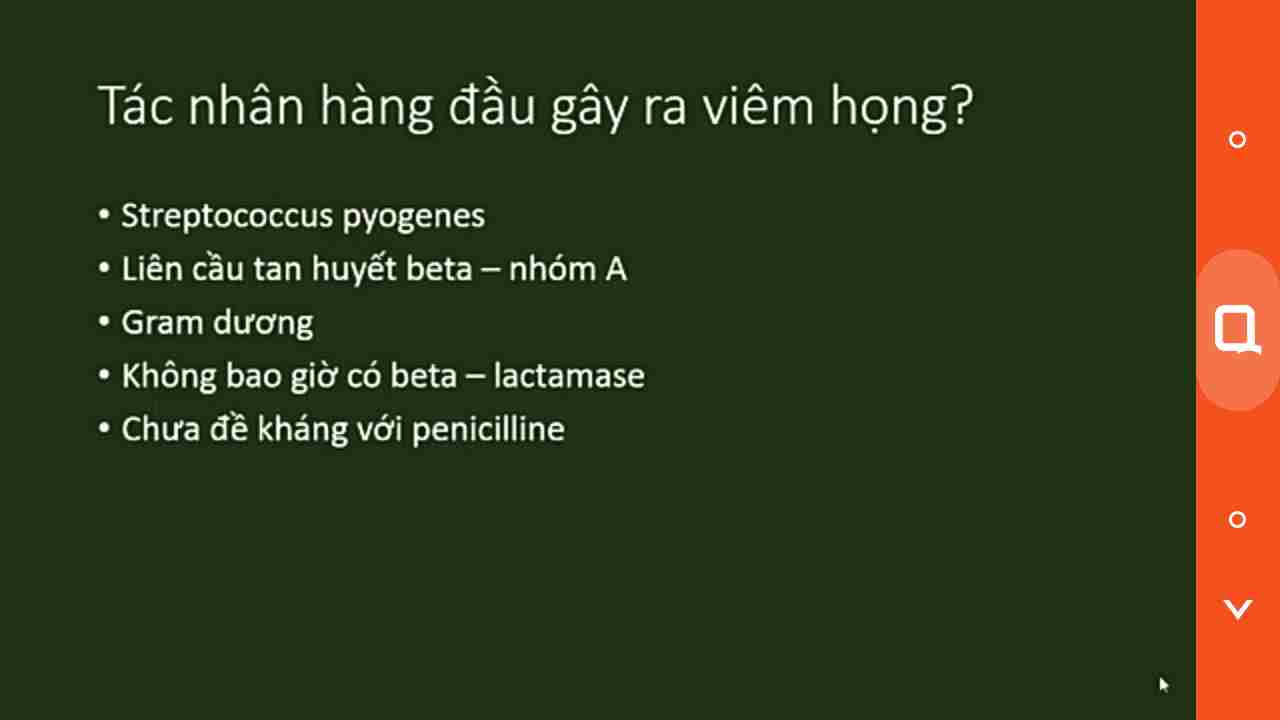 Tác nhân hàng đầu gây ra viêm họng?
• Streptococcus pyogenes
• Liên cầu tan huyết beta – nhóm A
• Gram dương
• Không bao giờ có beta – lactamase
• Chưa đề kháng với penicilline